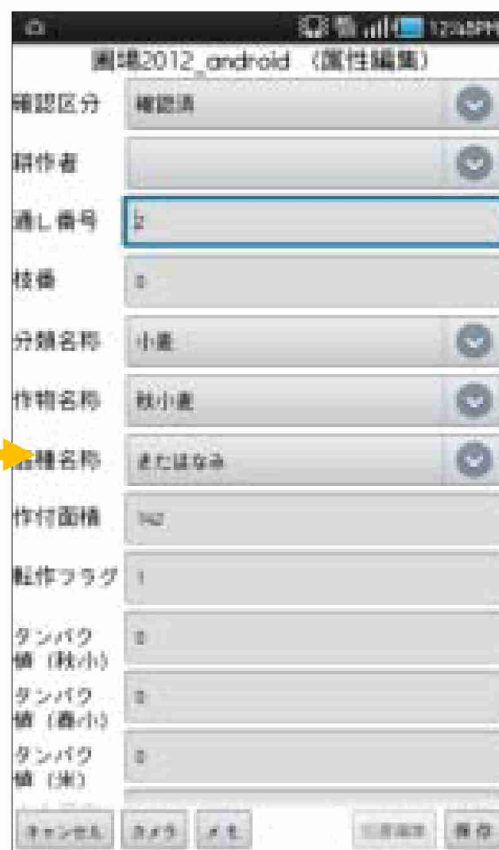 圃場2012_android （属性編集）
確認区分 確認済
耕作者
通し番号 2
枝番 0
分類名称 小麦
作物名称 秋小麦
品種名称 きたほなみ
作付面積
転作フラグ 1
タンパク
値（秋小） 0
タンパク
値（春小） 0
タンパク
値（米） 0
キャンセル カメラ メモ 保存